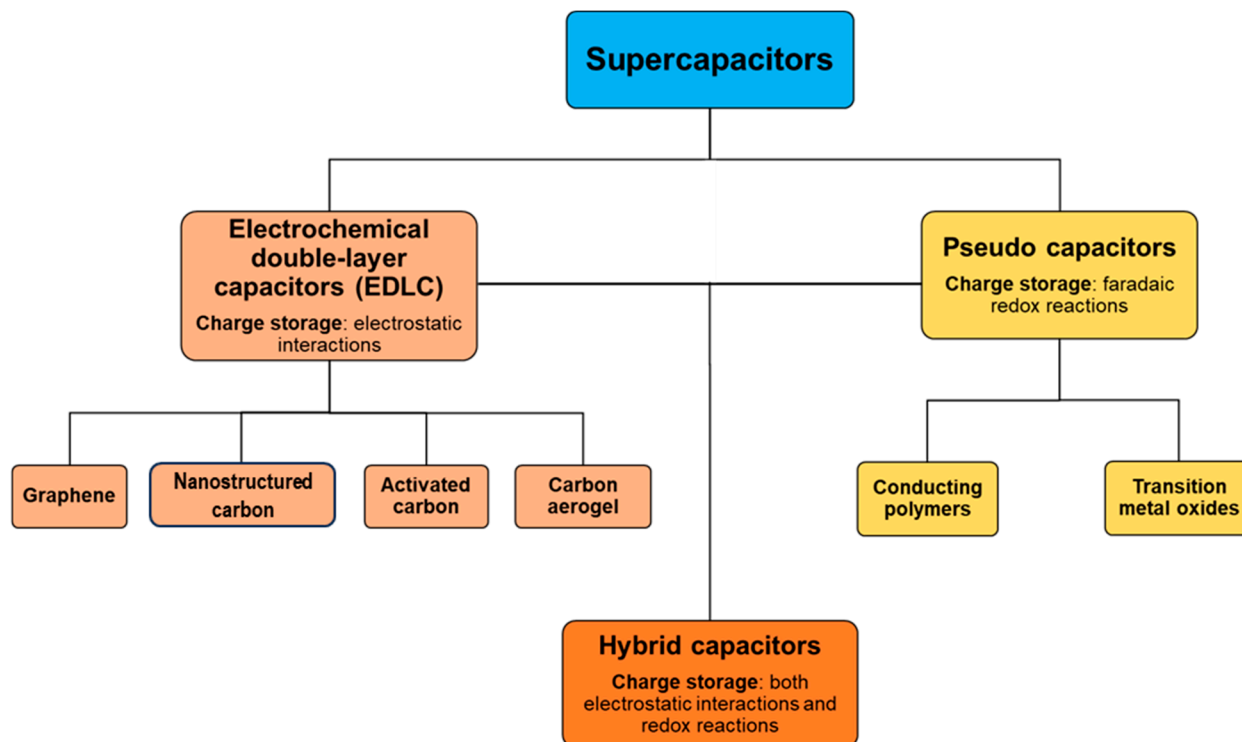 Supercapacitors
Electrochemical
double-layer
capacitors (EDLC)
Charge storage: electrostatic
interactions
Pseudo capacitors
Charge storage: faradaic
redox reactions
Graphene
Nanostructured
carbon
Activated
carbon
Carbon
aerogel
Conducting
polymers
Transition
metal oxides
Hybrid capacitors
Charge storage: both
electrostatic interactions and
redox reactions